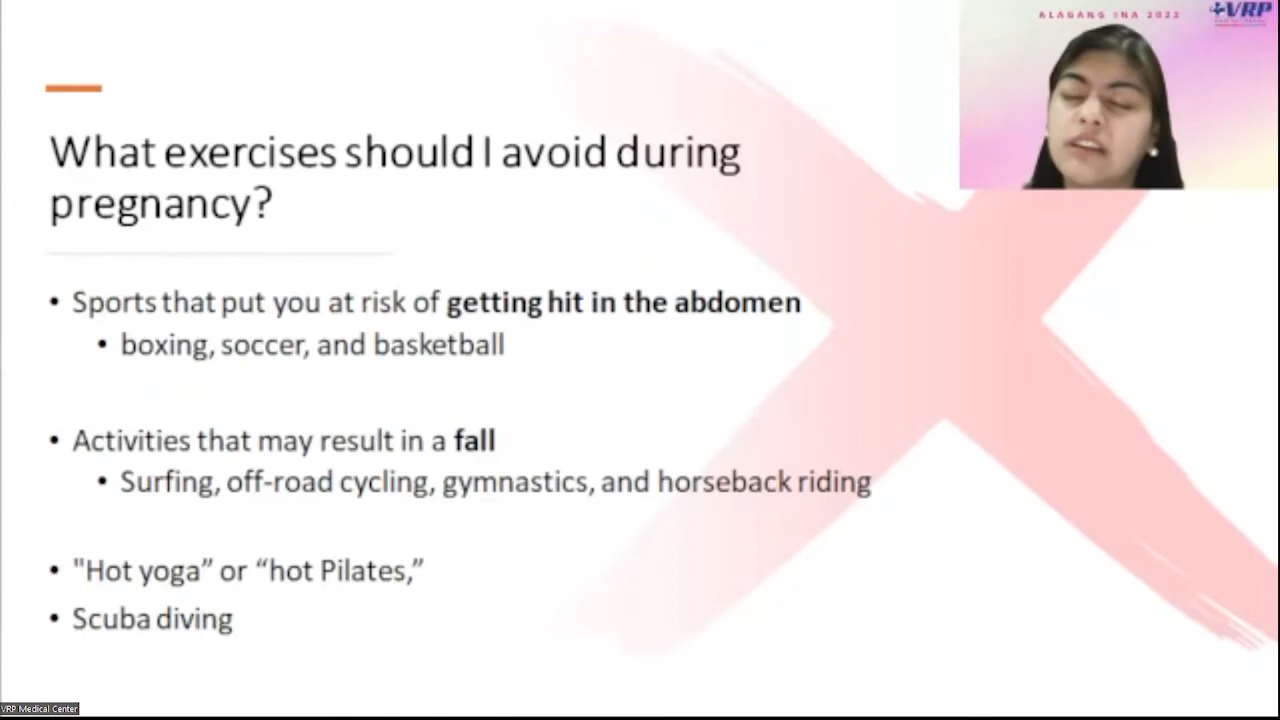 ALAGANG INA 2022
VRP
What exercises should I avoid during
pregnancy?
• Sports that put you at risk of getting hit in the abdomen
• boxing, soccer, and basketball
• Activities that may result in a fall
• Surfing, off-road cycling, gymnastics, and horseback riding
• "Hot yoga” or “hot Pilates,”
• Scuba diving
VRP Medical Center